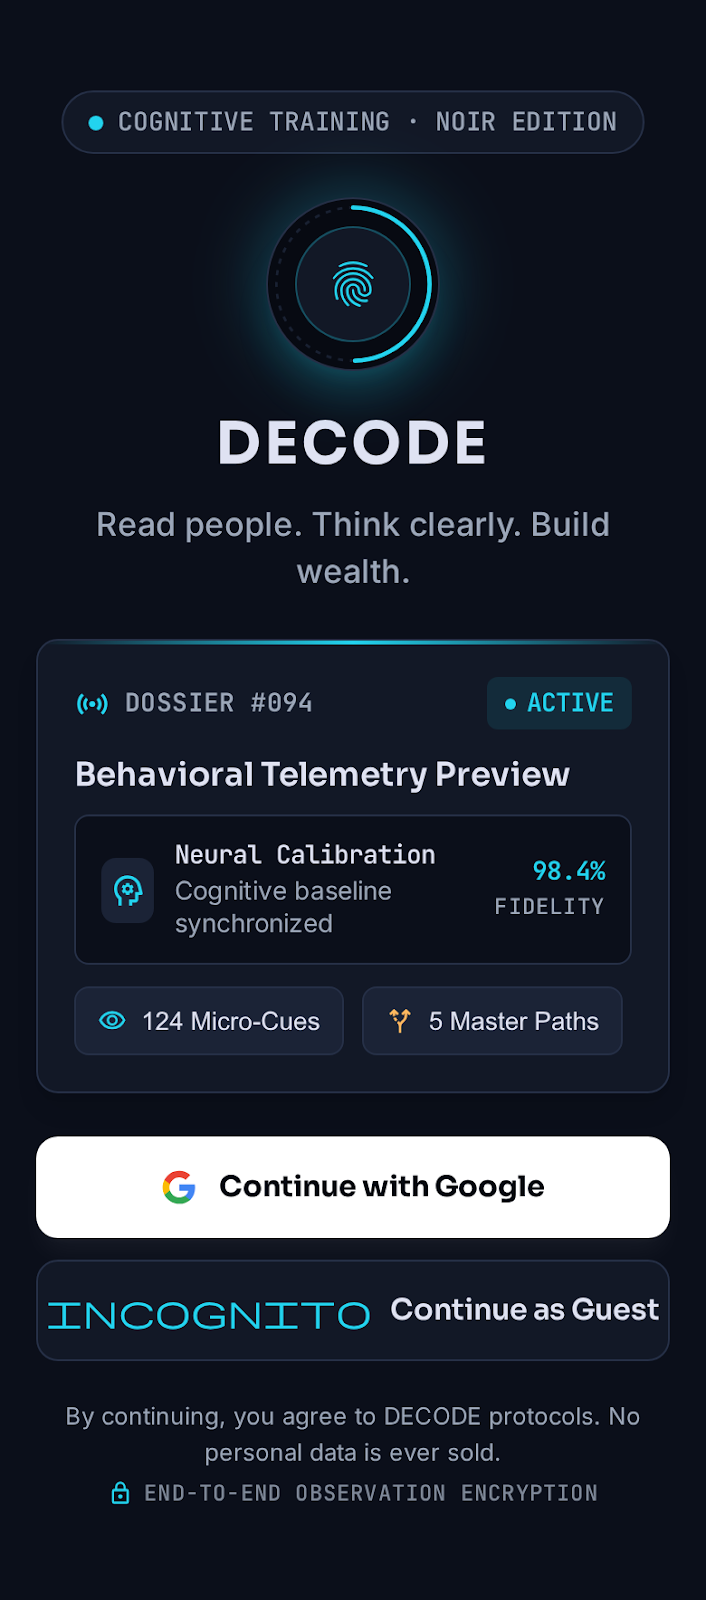 COGNITIVE TRAINING · NOIR EDITION
DECODE
Read people. Think clearly. Build
wealth.
DOSSIER #094
ACTIVE
Behavioral Telemetry Preview
Neural Calibration
Cognitive baseline
synchronized
98.4%
FIDELITY
124 Micro-Cues
5 Master Paths
Continue with Google
INCOGNITO Continue as Guest
By continuing, you agree to DECODE protocols. No
personal data is ever sold.
END-TO-END OBSERVATION ENCRYPTION